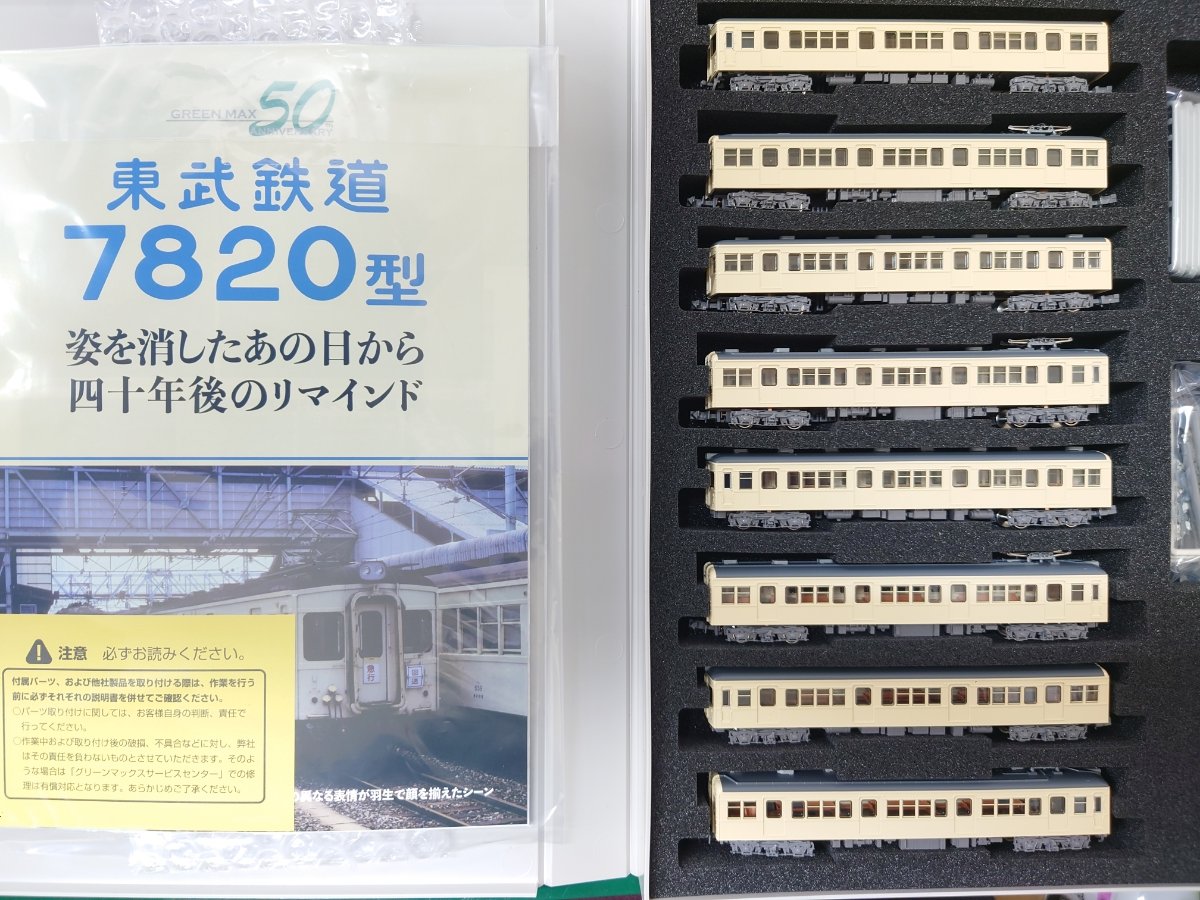 GREEN MAX 50th
ANNIVERSARY
東武鉄道
7820型
姿を消したあの日から
四十年後のリマインド
急行
回送
注意 必ずお読みください。
付属パーツ、および他社製品を取り付ける際は、作業を行う
前に必ずそれぞれの説明書を併せてご確認ください。
○パーツ取り付けに関しては、お客様自身の判断、責任で
行ってください。
○作業中および取り付け後の破損、不具合などに対し、弊社
はその責任を負わないものとさせていただきます。そのよ
うな場合は「グリーンマックスサービスセンター」での修
理は有償対応となります。あらかじめご了承ください。
異なる表情が羽生で顔を揃えたシーン